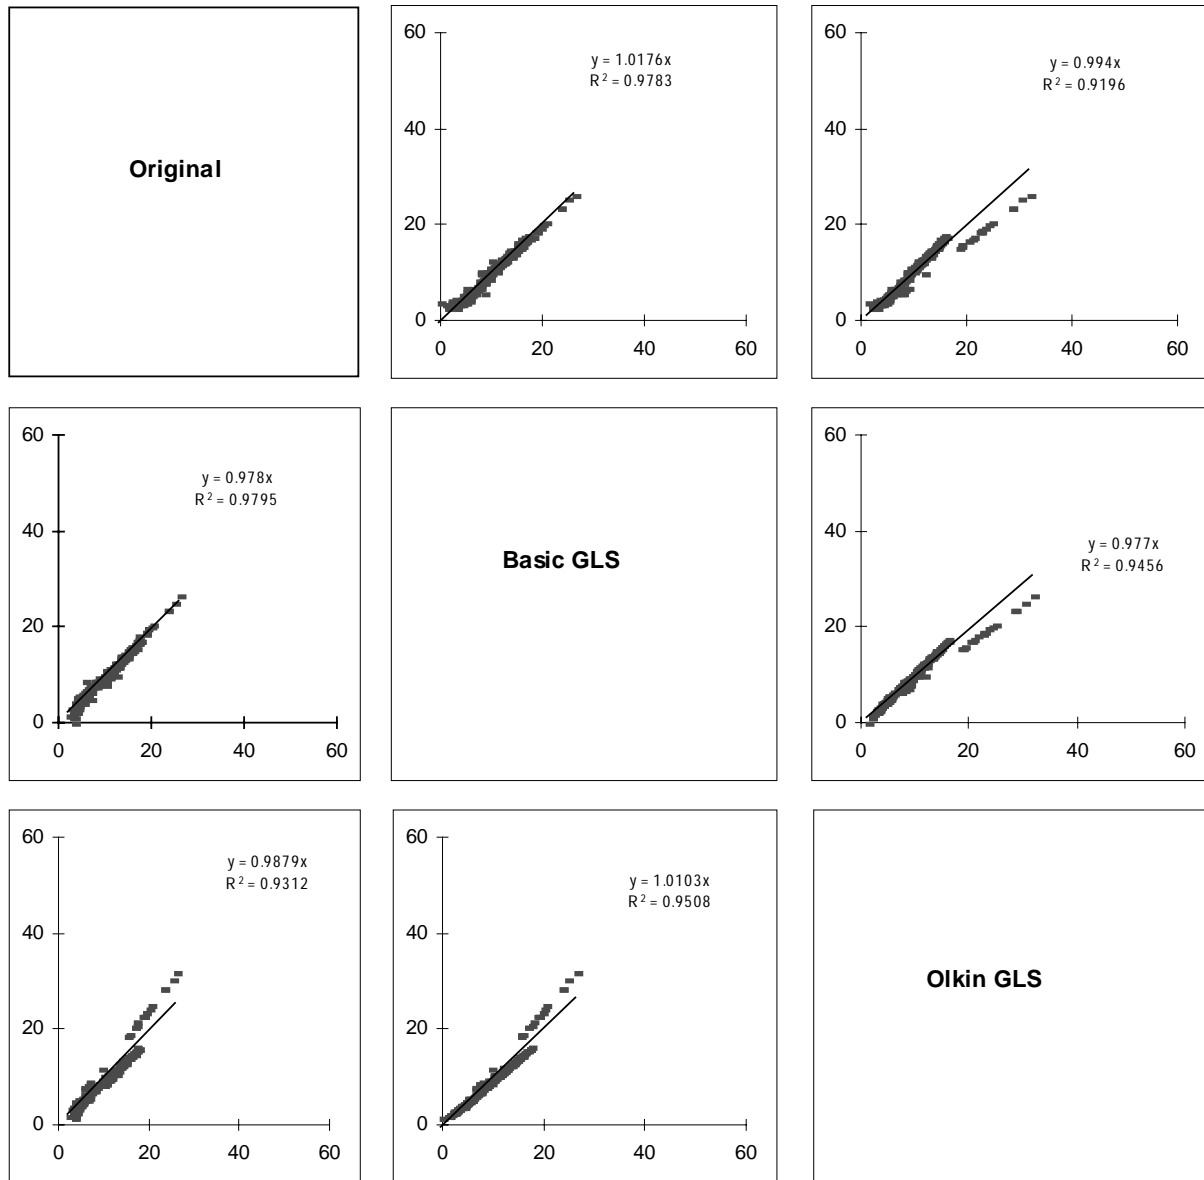 Original
60
40
20
0
0 20 40 60
y = 1.0176x
R² = 0.9783
60
40
20
0
0 20 40 60
y = 0.994x
R² = 0.9196
60
40
20
0
0 20 40 60
y = 0.978x
R² = 0.9795
Basic GLS
60
40
20
0
0 20 40 60
y = 0.977x
R² = 0.9456
60
40
20
0
0 20 40 60
y = 0.9879x
R² = 0.9312
60
40
20
0
0 20 40 60
y = 1.0103x
R² = 0.9508
Olkin GLS